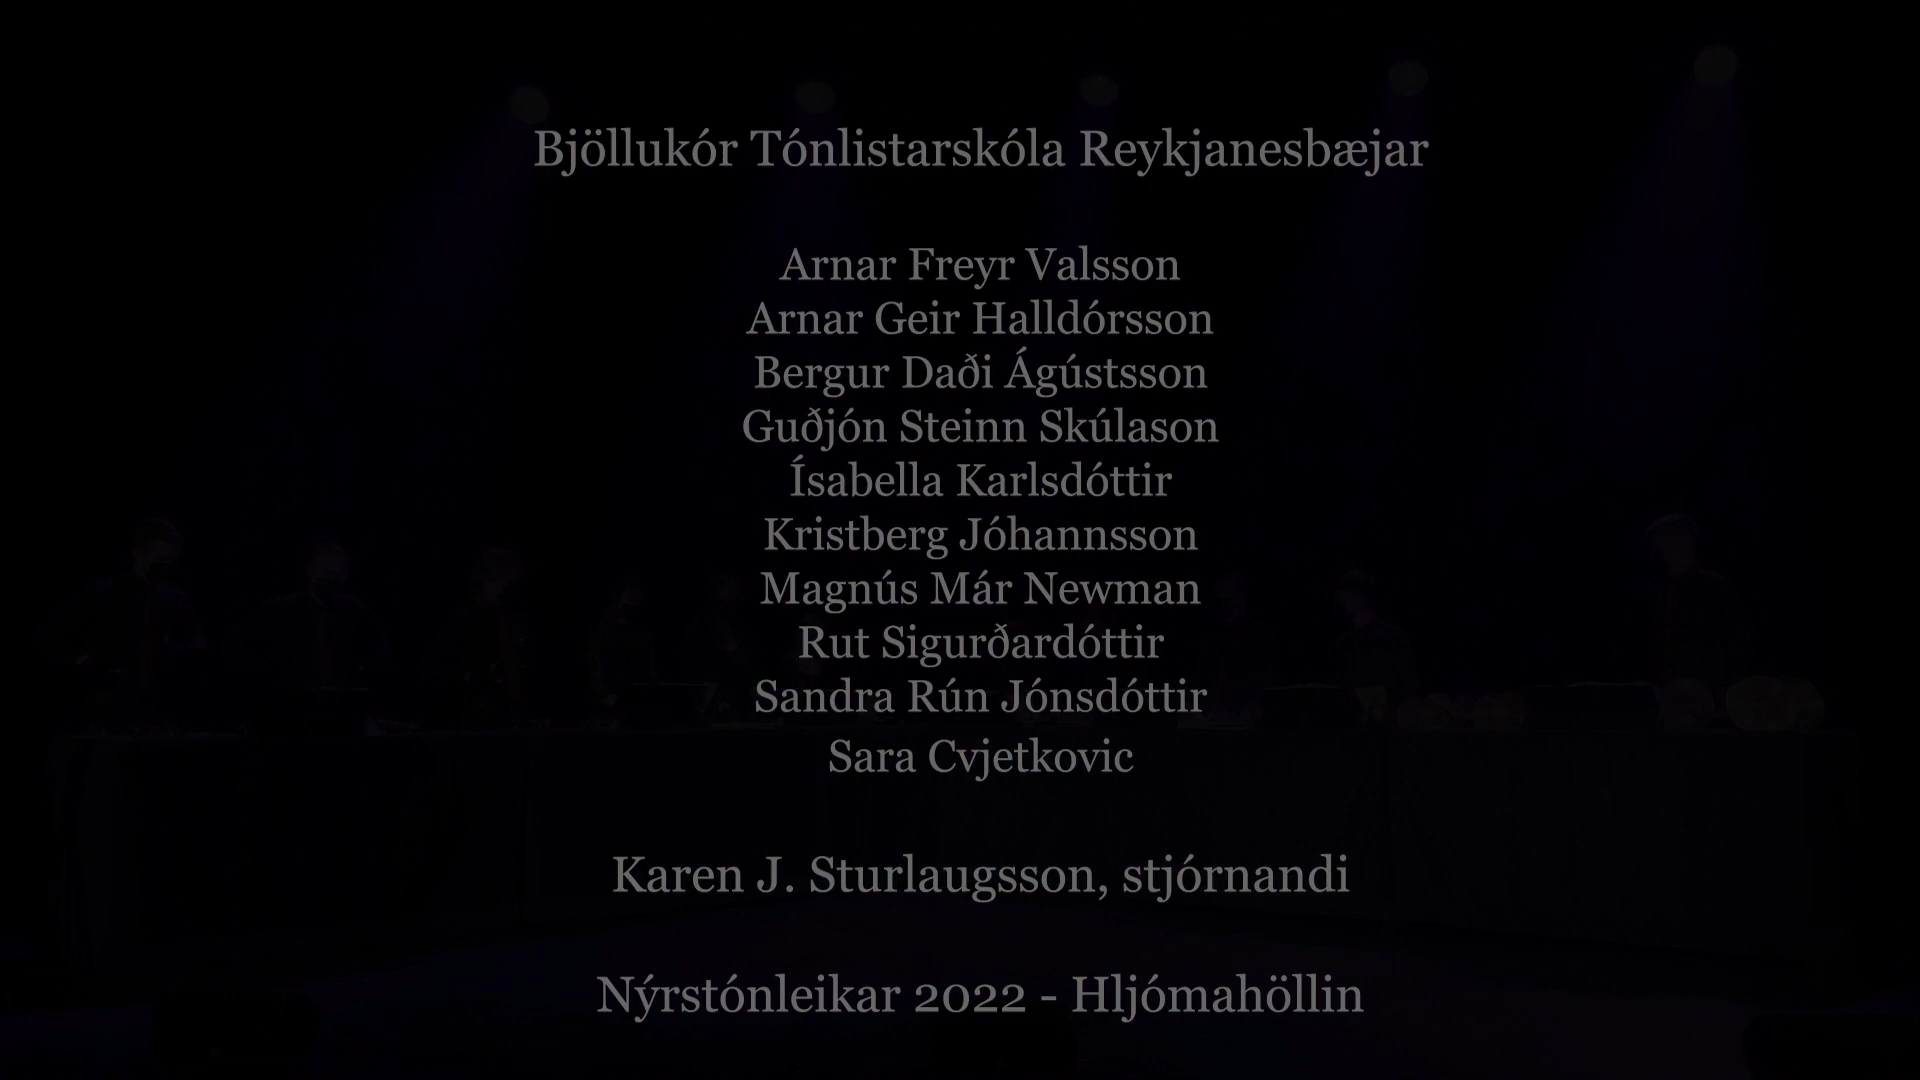 Bjöllukór Tónlistarskóla Reykjanesbæjar
Arnar Freyr Valsson
Arnar Geir Halldórsson
Bergur Daði Ágústsson
Guðjón Steinn Skúlason
Ísabella Karlsdóttir
Kristberg Jóhannsson
Magnús Már Newman
Rut Sigurðardóttir
Sandra Rún Jónsdóttir
Sara Cvjetkovic
Karen J. Sturlaugsson, stjórnandi
Nýrstónleikar 2022 - Hljómahöllin